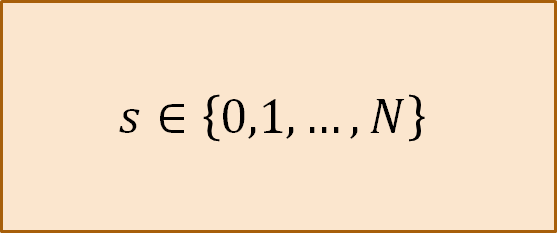 s ∈ {0,1, … , N}